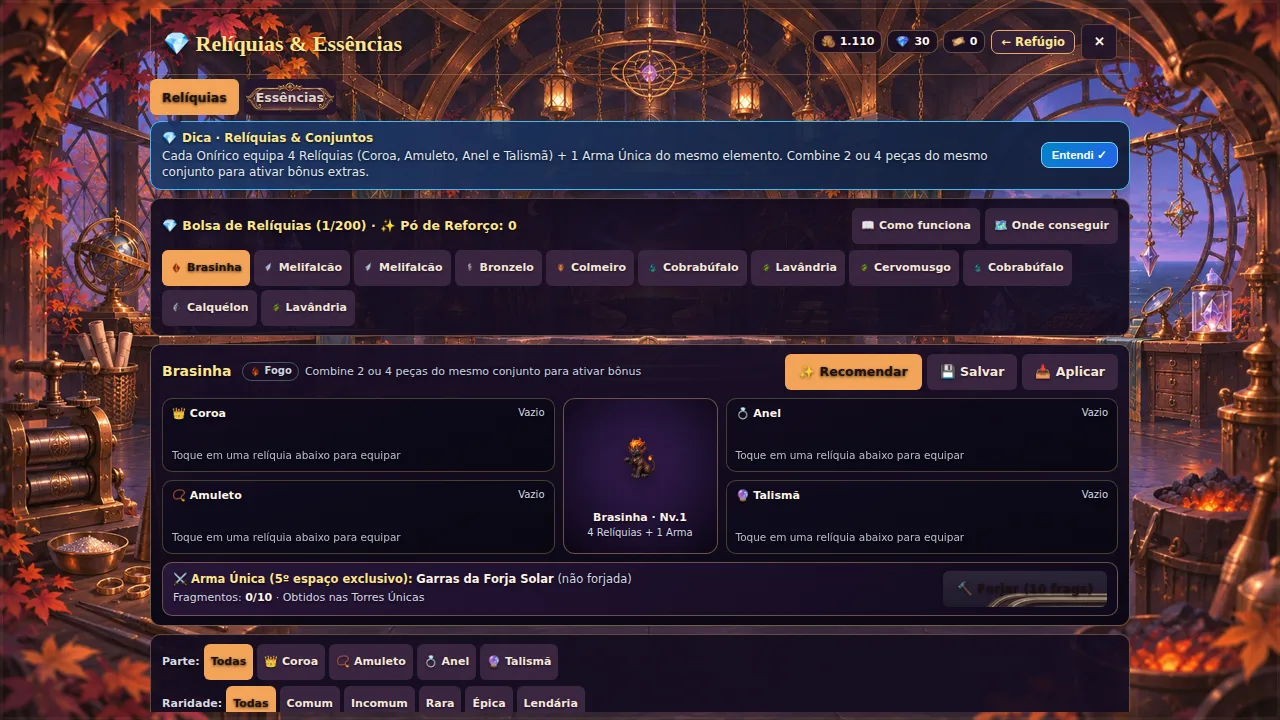 💎 Relíquias & Essências
1.110
30
0
← Refúgio
✕
Relíquias
Essências
💎 Dica · Relíquias & Conjuntos
Cada Onírico equipa 4 Relíquias (Coroa, Amuleto, Anel e Talismã) + 1 Arma Única do mesmo elemento. Combine 2 ou 4 peças do mesmo
conjunto para ativar bônus extras.
Entendi ✓
💎 Bolsa de Relíquias (1/200) · ✨ Pó de Reforço: 0
📖 Como funciona
🗺️ Onde conseguir
Brasinha
Melifalcão
Melifalcão
Bronzelo
Colmeiro
Cobrabúfalo
Lavândria
Cervomusgo
Cobrabúfalo
Calquélon
Lavândria
Brasinha
Fogo
Combine 2 ou 4 peças do mesmo conjunto para ativar bônus
✨ Recomendar
💾 Salvar
📥 Aplicar
👑 Coroa
Vazio
Toque em uma relíquia abaixo para equipar
💍 Anel
Vazio
Toque em uma relíquia abaixo para equipar
📿 Amuleto
Vazio
Toque em uma relíquia abaixo para equipar
🔮 Talismã
Vazio
Toque em uma relíquia abaixo para equipar
Brasinha · Nv.1
4 Relíquias + 1 Arma
⚔️ Arma Única (5º espaço exclusivo): Garras da Forja Solar (não forjada)
Fragmentos: 0/10 · Obtidos nas Torres Únicas
🔨 Forjar (10 frags)
Parte:
Todas
👑 Coroa
📿 Amuleto
💍 Anel
🔮 Talismã
Raridade:
Todas
Comum
Incomum
Rara
Épica
Lendária